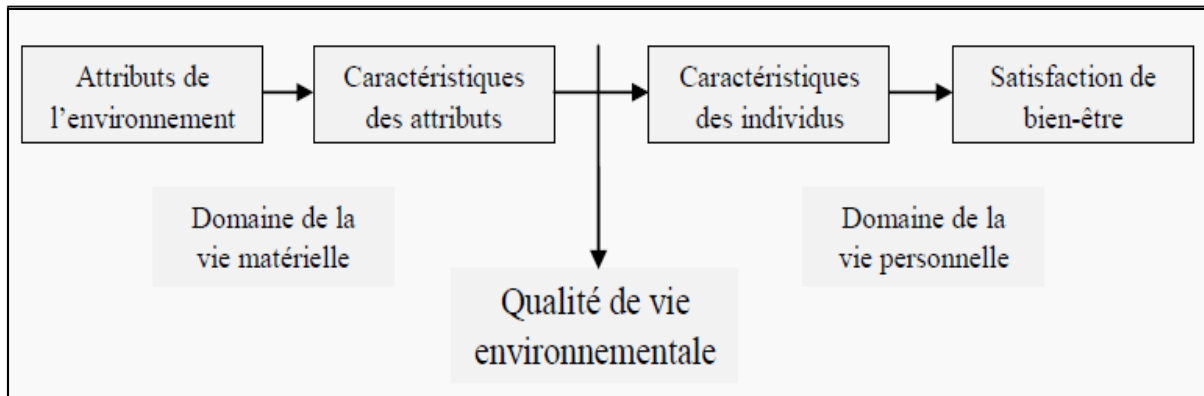 Attributs de
l'environnement
Caractéristiques
des attributs
Caractéristiques
des individus
Satisfaction de
bien-être
Domaine de la
vie matérielle
Domaine de la
vie personnelle
Qualité de vie
environnementale